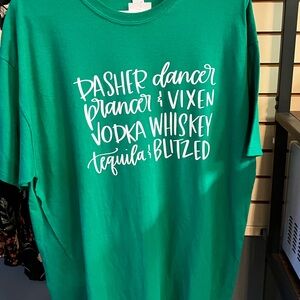 DASHER dancer
prancer & VIXEN
VODKA WHISKEY
tequila & BLITZED